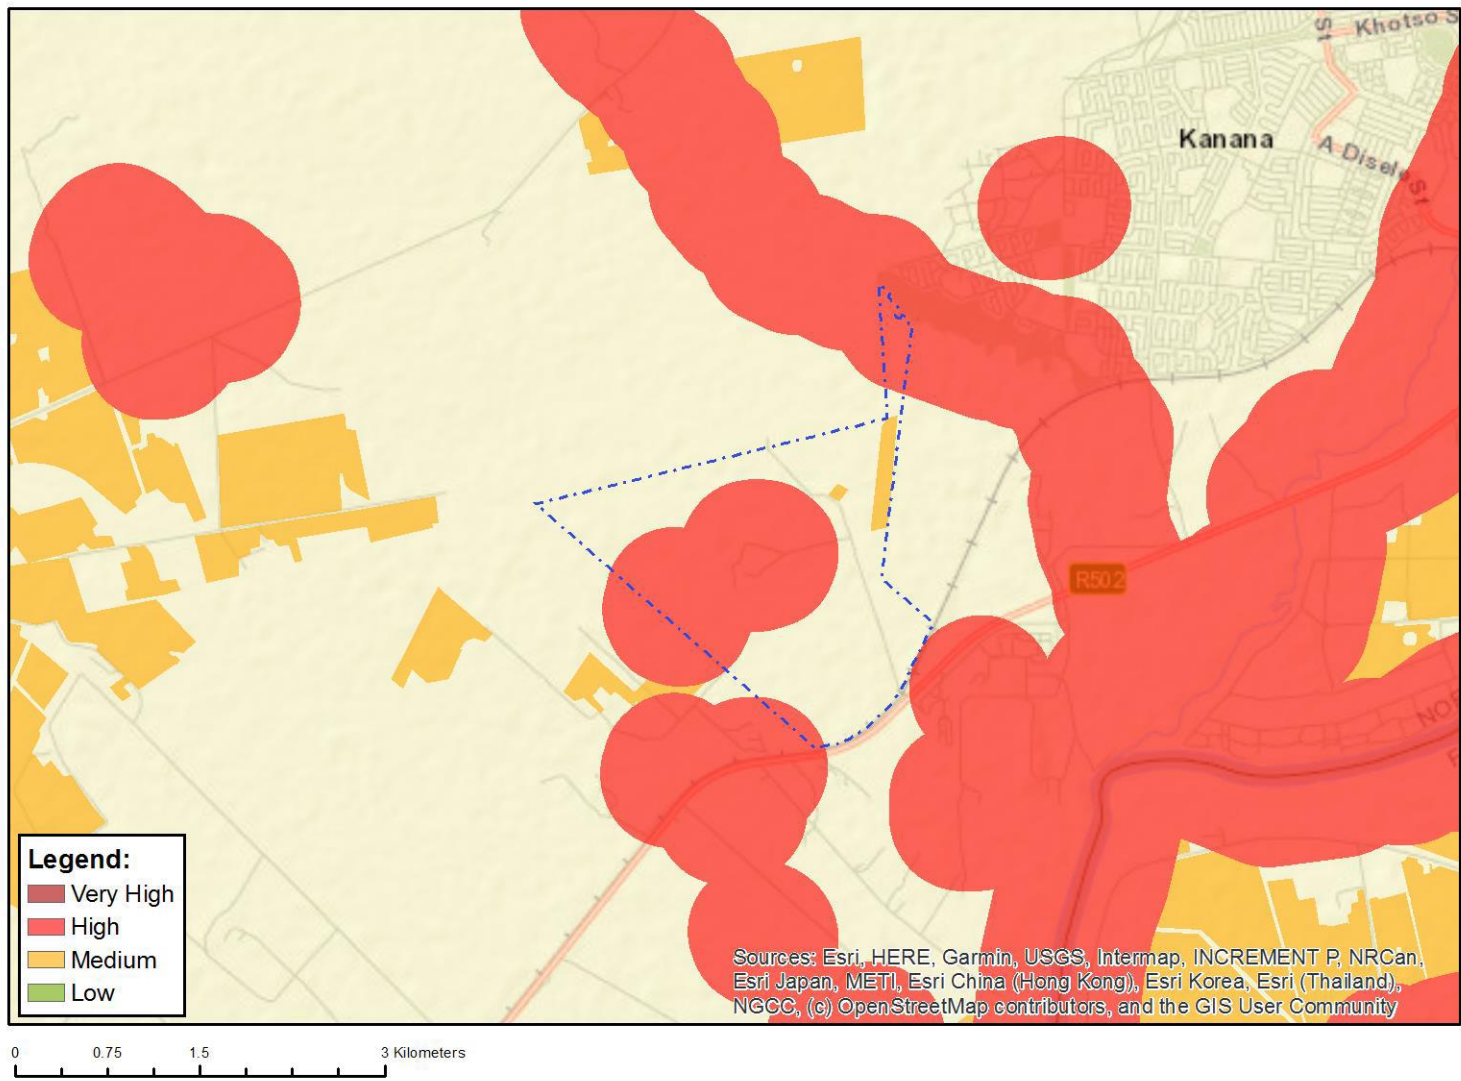 St
Khotso S
Kanana
A Diselo St
R502
NOR
Legend:
Very High
High
Medium
Low
Sources: Esri, HERE, Garmin, USGS, Intermap, INCREMENT P, NRCan,
Esri Japan, METI, Esri China (Hong Kong), Esri Korea, Esri (Thailand),
NGCC, (c) OpenStreetMap contributors, and the GIS User Community
0 0.75 1.5 3 Kilometers